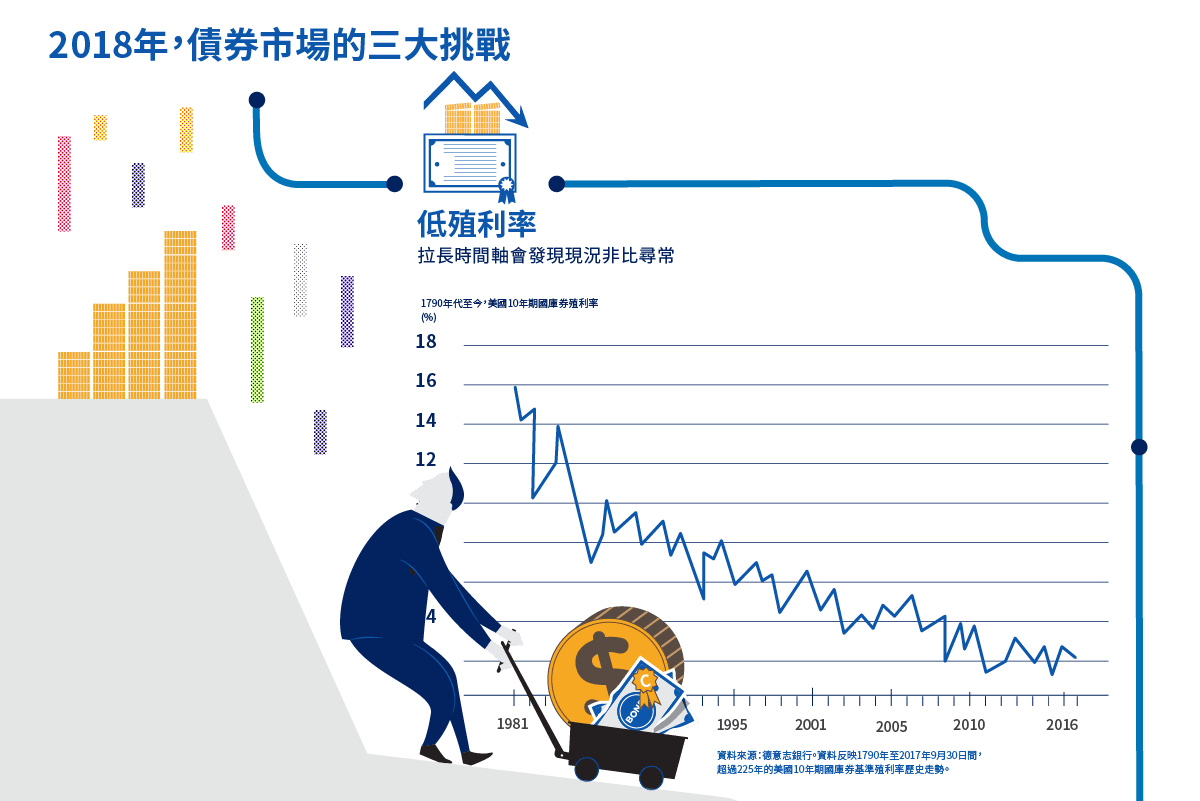 2018年，債券市場的三大挑戰
低殖利率
拉長時間軸會發現現況非比尋常
1790年代至今，美國10年期國庫券殖利率
(%)
18
16
14
12
4
C
BON
1981
1995
2001
2005
2010
2016
資料來源：德意志銀行。資料反映1790年至2017年9月30日間，
超過225年的美國10年期國庫券基準殖利率歷史走勢。